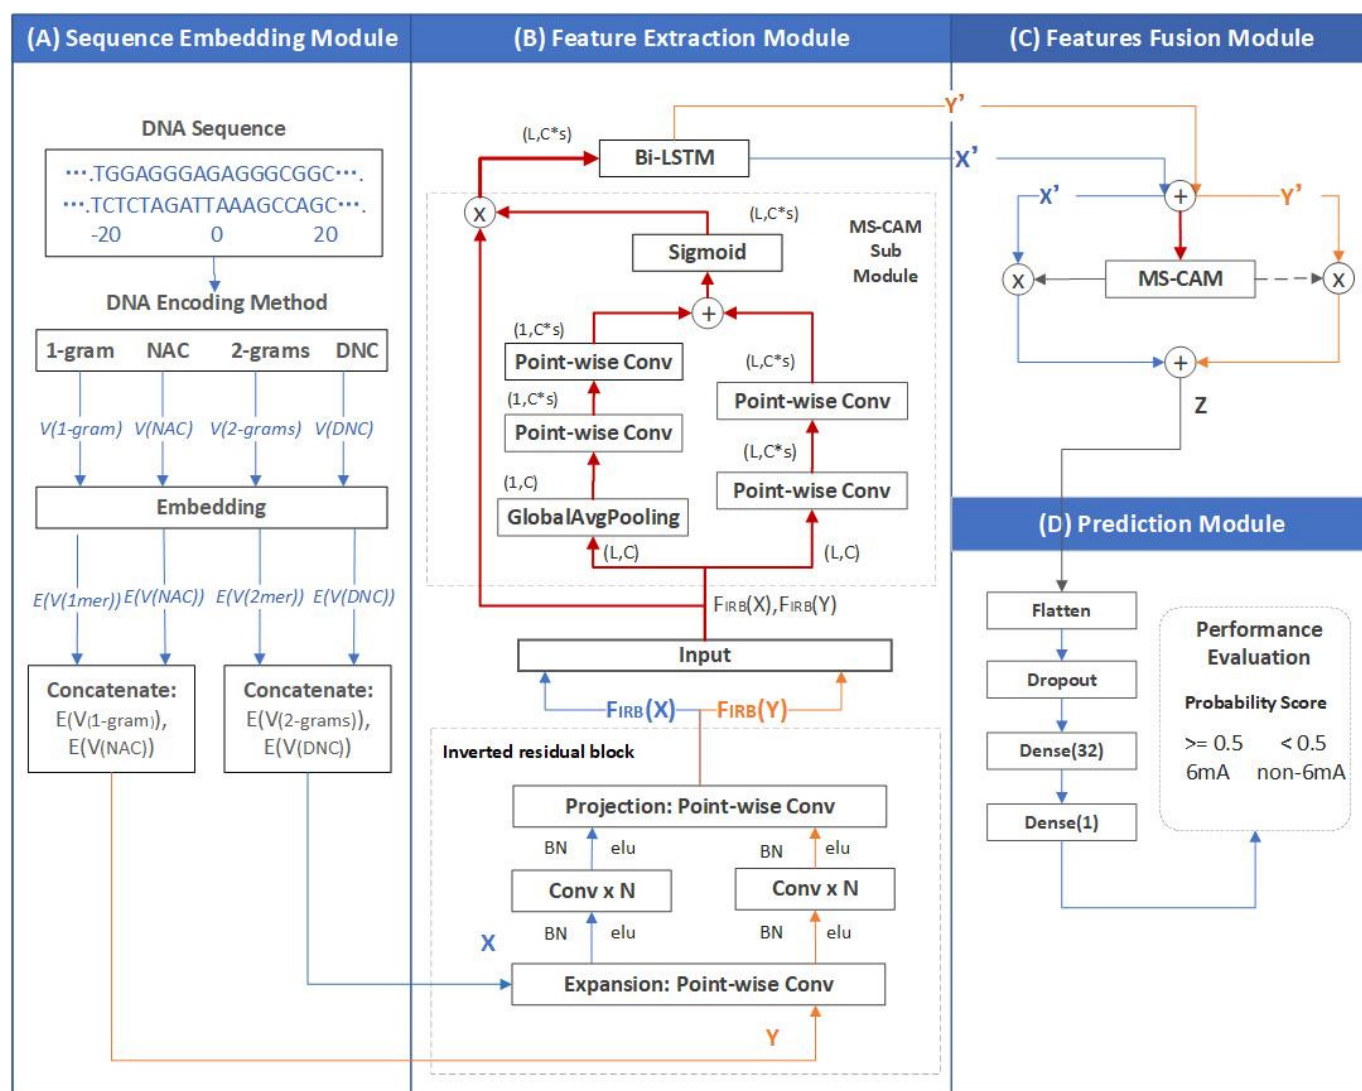 (A) Sequence Embedding Module
DNA Sequence
....TGGAGGGAGAGGGCGGC....
....TCTCTAGATTAAAGCCAGC....
-20 0 20
DNA Encoding Method
1-gram NAC 2-grams DNC
V(1-gram) V(NAC) V(2-grams) V(DNC)
Embedding
E(V(1mer)) E(V(NAC)) E(V(2mer)) E(V(DNC))
Concatenate:
E(V(1-gram)),
E(V(NAC))
Concatenate:
E(V(2-grams)),
E(V(DNC))
(B) Feature Extraction Module
(L,C*s)
Bi-LSTM
Y'
X'
X
(L,C*s)
MS-CAM
Sub
Module
Sigmoid
+
(1,C*s)
Point-wise Conv
(1,C*s)
Point-wise Conv
(1,C)
GlobalAvgPooling
(L,C)
(L,C*s)
Point-wise Conv
(L,C*s)
Point-wise Conv
(L,C)
FIRB(X),FIRB(Y)
Input
FIRB(X) FIRB(Y)
Inverted residual block
Projection: Point-wise Conv
BN elu BN elu
Conv x N Conv x N
BN elu BN elu
X
Expansion: Point-wise Conv
Y
(C) Features Fusion Module
X' + Y'
X MS-CAM X
+
Z
(D) Prediction Module
Flatten
Dropout
Dense(32)
Dense(1)
Performance
Evaluation
Probability Score
>= 0.5 < 0.5
6mA non-6mA